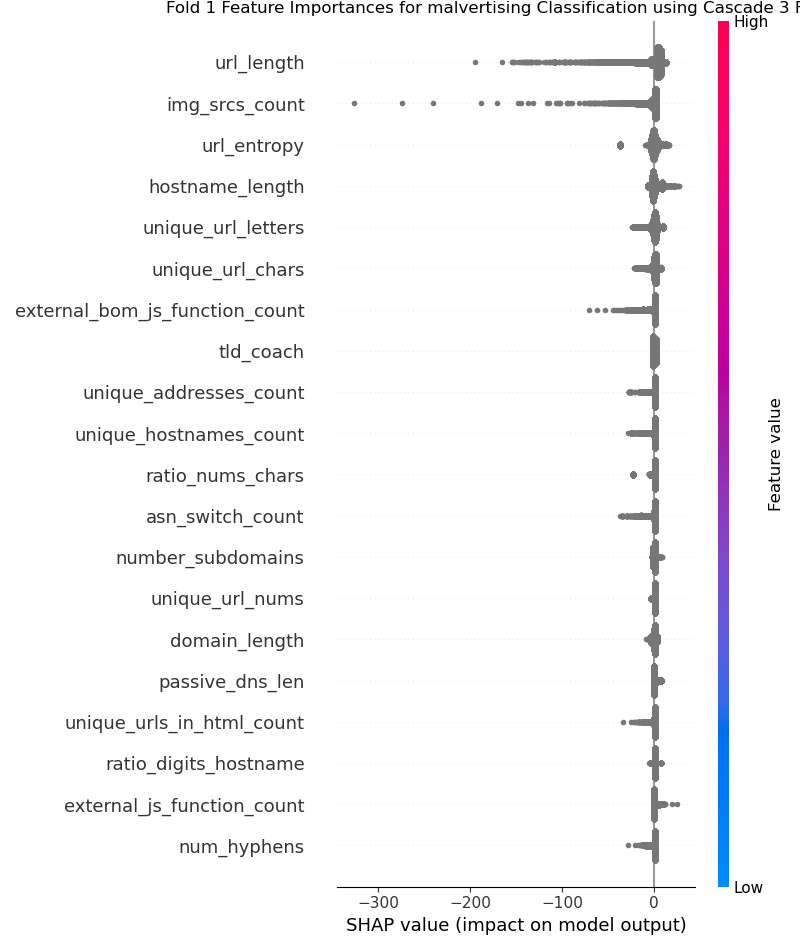 Fold 1 Feature Importances for malvertising Classification using Cascade 3
High
url_length
img_srcs_count
url_entropy
hostname_length
unique_url_letters
unique_url_chars
external_bom_js_function_count
tld_coach
unique_addresses_count
unique_hostnames_count
ratio_nums_chars
asn_switch_count
number_subdomains
unique_url_nums
domain_length
passive_dns_len
unique_urls_in_html_count
ratio_digits_hostname
external_js_function_count
num_hyphens
Feature value
Low
−300 −200 −100 0
SHAP value (impact on model output)